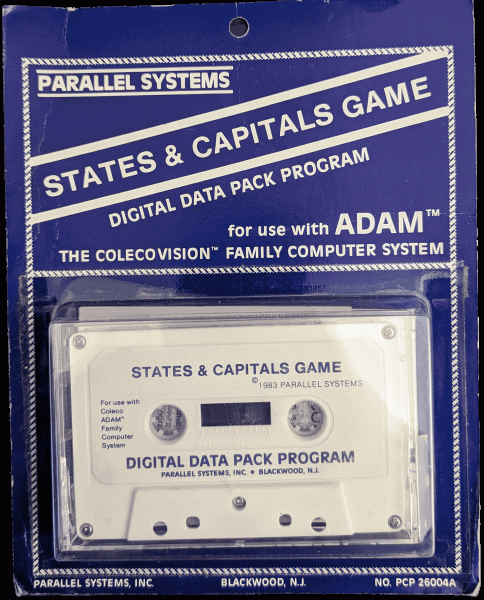 PARALLEL SYSTEMS
STATES & CAPITALS GAME
DIGITAL DATA PACK PROGRAM
for use with ADAM™
THE COLECOVISION™ FAMILY COMPUTER SYSTEM
STATES & CAPITALS GAME
©1983 PARALLEL SYSTEMS
For use with
Coleco
ADAM™
Family
Computer
System
DIGITAL DATA PACK PROGRAM
PARALLEL SYSTEMS, INC. • BLACKWOOD, N.J.
PARALLEL SYSTEMS, INC. BLACKWOOD, N.J. NO. PCP 26004A